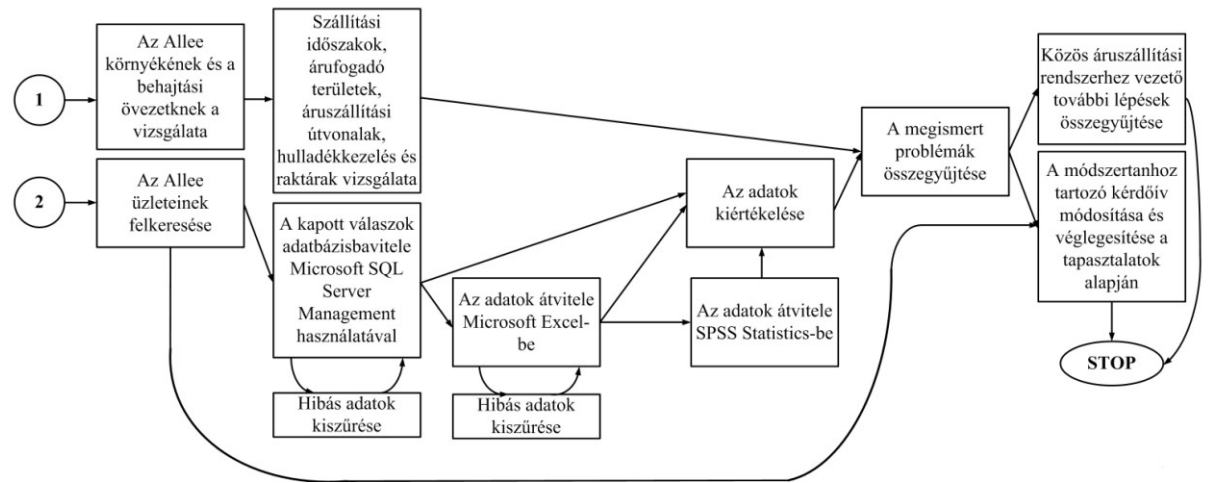 1
Az Allee
környékének és a
behajtási
övezetknek a
vizsgálata
Szállítási
időszakok,
árufogadó
területek,
áruszállítási
útvonalak,
hulladékkezelés és
raktárak vizsgálata
2
Az Allee
üzleteinek
felkeresése
A kapott válaszok
adatbázisbavitele
Microsoft SQL
Server
Management
használatával
Hibás adatok
kiszűrése
Az adatok átvitele
Microsoft Excel-
be
Hibás adatok
kiszűrése
Az adatok
kiértékelése
Az adatok átvitele
SPSS Statistics-be
A megismert
problémák
összegyűjtése
Közös áruszállítási
rendszerhez vezető
további lépések
összegyűjtése
A módszertanhoz
tartozó kérdőív
módosítása és
véglegesítése a
tapasztalatok
alapján
STOP